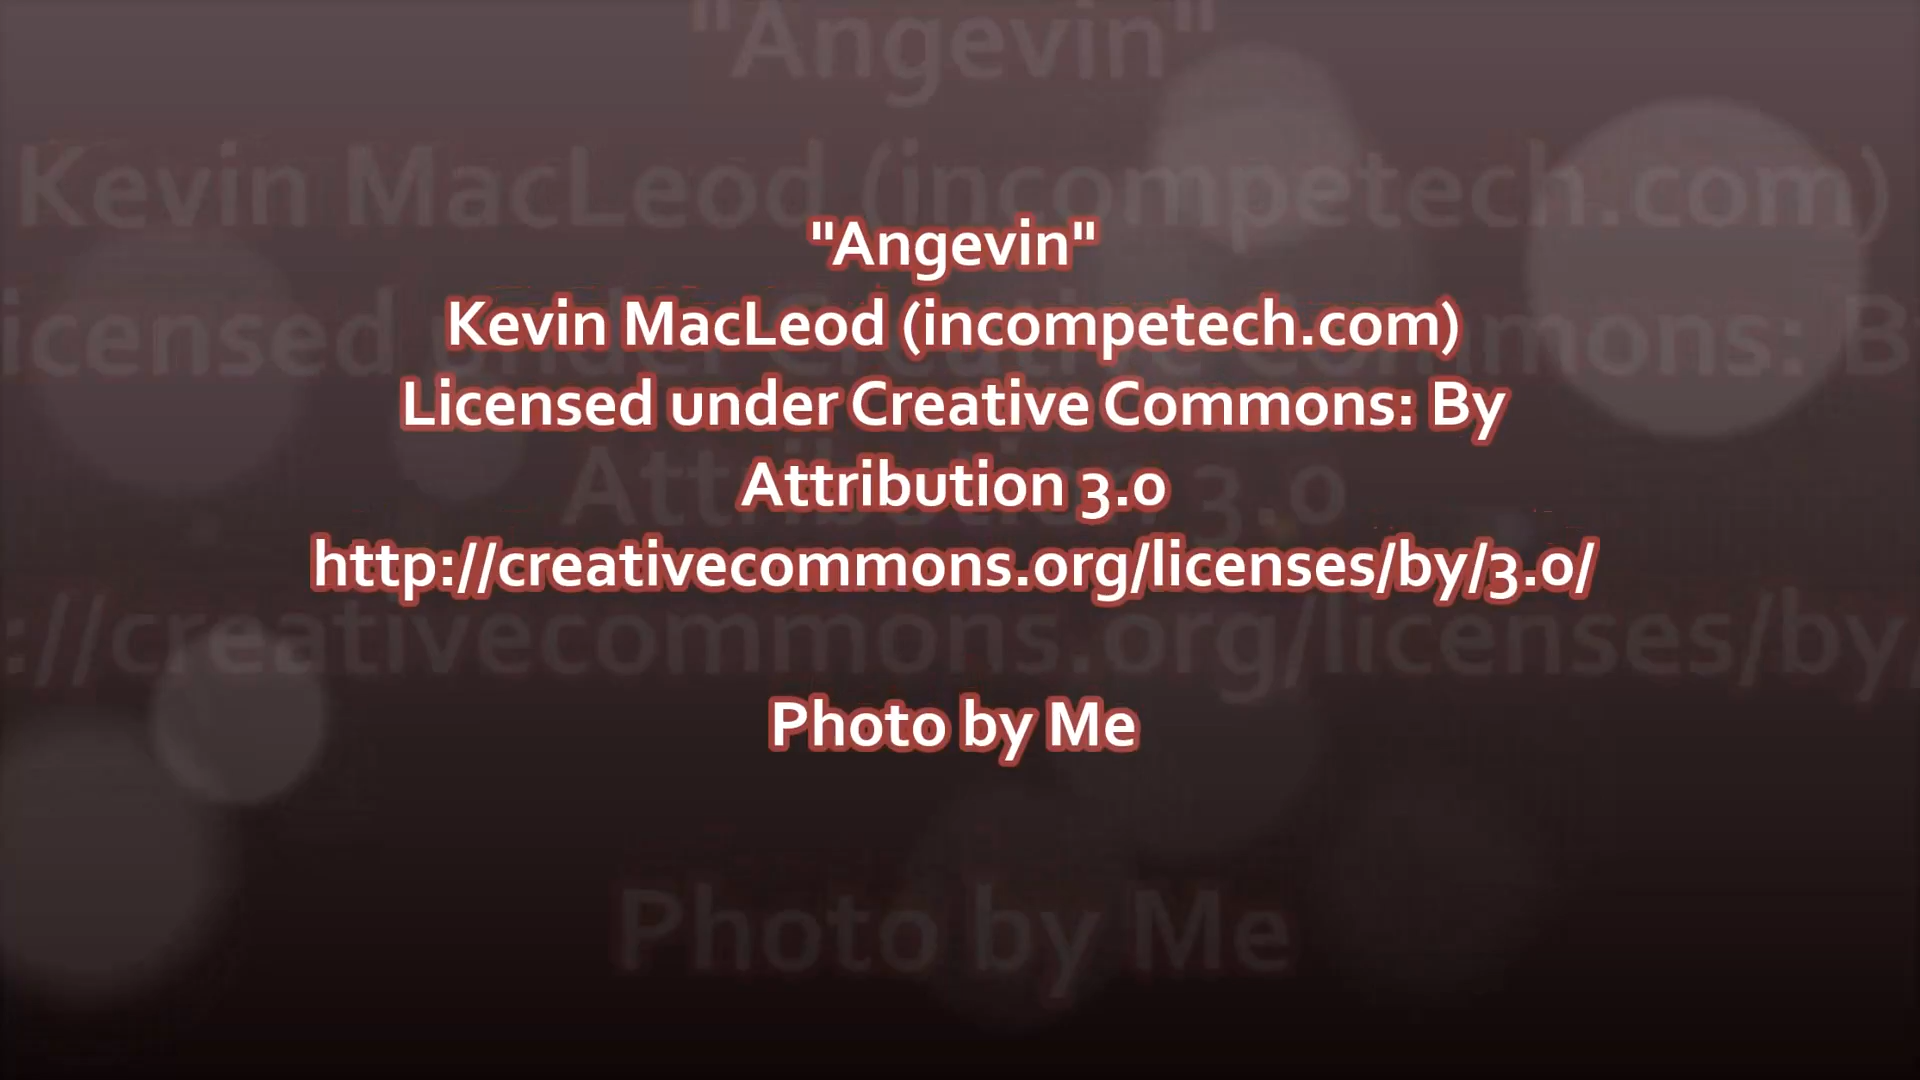 "Angevin"
Kevin MacLeod (incompetech.com)
Licensed under Creative Commons: By
Attribution 3.0
http://creativecommons.org/licenses/by/3.0/
Photo by Me